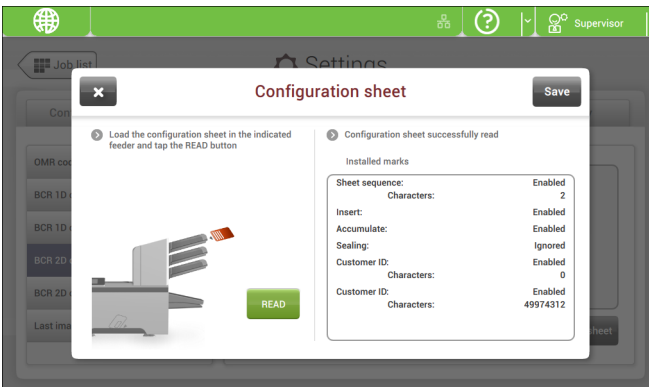 Supervisor
Job list
Settings
Configuration sheet
Save
Con
Load the configuration sheet in the indicated
feeder and tap the READ button
Configuration sheet successfully read
Installed marks
OMR coc
BCR 1D
BCR 1D
BCR 2D
BCR 2D
Last ima
Sheet sequence: Enabled
Characters: 2
Insert: Enabled
Accumulate: Enabled
Sealing: Ignored
Customer ID: Enabled
Characters: 0
Customer ID: Enabled
Characters: 49974312
READ
heet